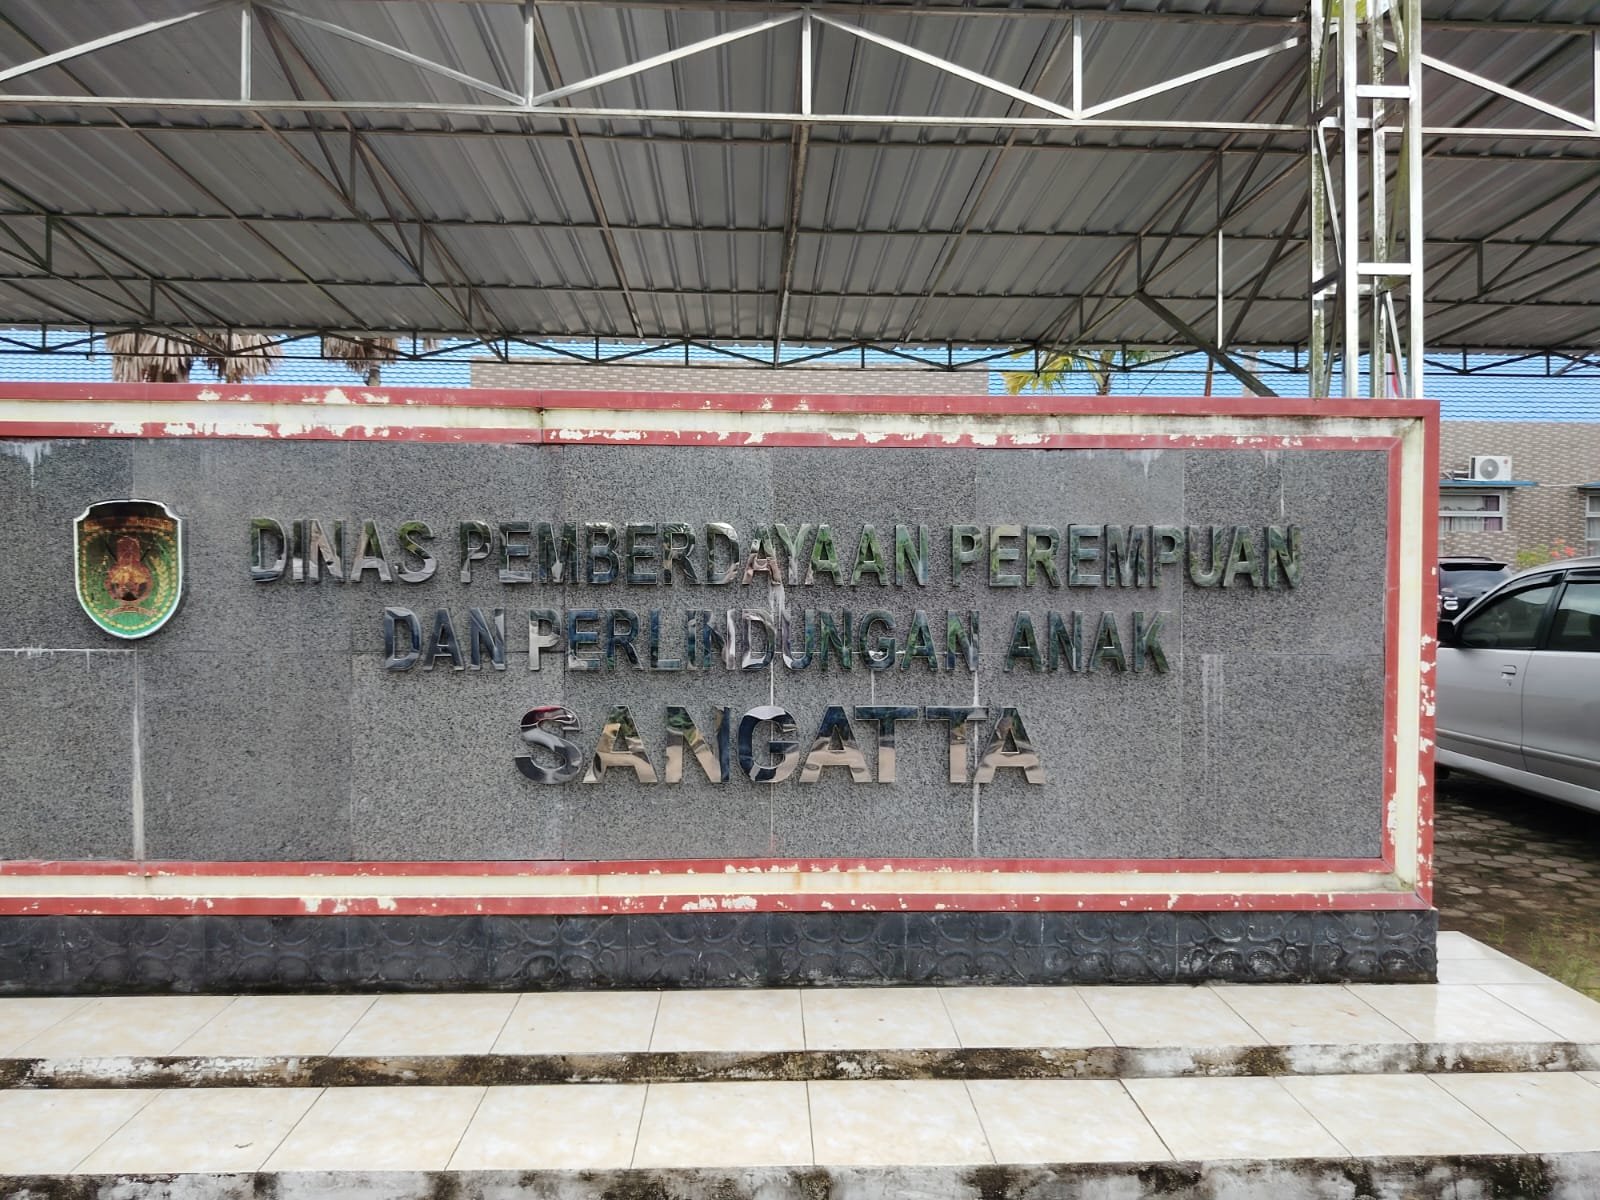 DINAS PEMBERDAYAAN PEREMPUAN
DAN PERLINDUNGAN ANAK
SANGATTA